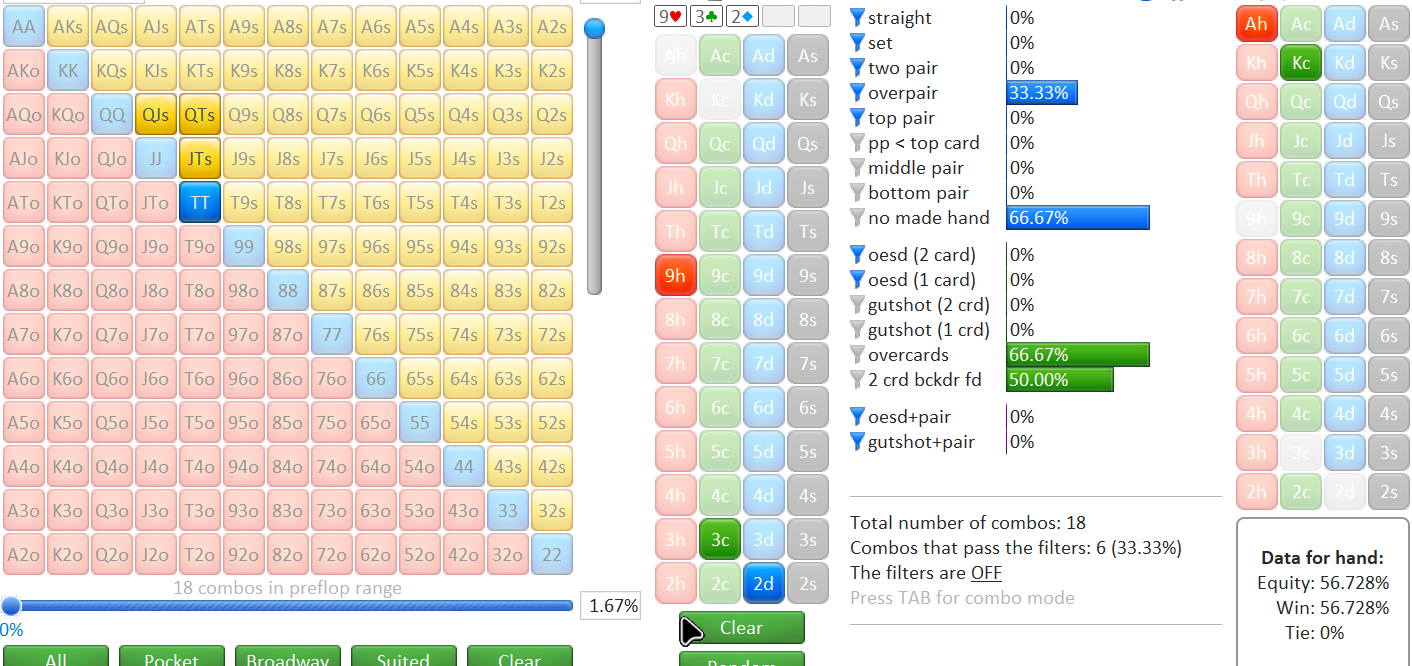 AA AKs AQs AJs ATs A9s A8s A7s A6s A5s A4s A3s A2s
AKo KK KQs KJs KTs K9s K8s K7s K6s K5s K4s K3s K2s
AQo KQo QQ QJs QTs Q9s Q8s Q7s Q6s Q5s Q4s Q3s Q2s
AJo KJo QJo JJ JTs J9s J8s J7s J6s J5s J4s J3s J2s
ATo KTo QTo JTo TT T9s T8s T7s T6s T5s T4s T3s T2s
A9o K9o Q9o J9o T9o 99 98s 97s 96s 95s 94s 93s 92s
A8o K8o Q8o J8o T8o 98o 88 87s 86s 85s 84s 83s 82s
A7o K7o Q7o J7o T7o 97o 87o 77 76s 75s 74s 73s 72s
A6o K6o Q6o J6o T6o 96o 86o 76o 66 65s 64s 63s 62s
A5o K5o Q5o J5o T5o 95o 85o 75o 65o 55 54s 53s 52s
A4o K4o Q4o J4o T4o 94o 84o 74o 64o 54o 44 43s 42s
A3o K3o Q3o J3o T3o 93o 83o 73o 63o 53o 43o 33 32s
A2o K2o Q2o J2o T2o 92o 82o 72o 62o 52o 42o 32o 22
18 combos in preflop range
1.67%
0%
All Pocket Broadway Suited Clear
9♥ 3♣ 2♦
Ah Ac Ad As
Kh Kc Kd Ks
Qh Qc Qd Qs
Jh Jc Jd Js
Th Tc Td Ts
9h 9c 9d 9s
8h 8c 8d 8s
7h 7c 7d 7s
6h 6c 6d 6s
5h 5c 5d 5s
4h 4c 4d 4s
3h 3c 3d 3s
2h 2c 2d 2s
Clear
Random
straight 0%
set 0%
two pair 0%
overpair 33.33%
top pair 0%
pp < top card 0%
middle pair 0%
bottom pair 0%
no made hand 66.67%
oesd (2 card) 0%
oesd (1 card) 0%
gutshot (2 crd) 0%
gutshot (1 crd) 0%
overcards 66.67%
2 crd bckdr fd 50.00%
oesd+pair 0%
gutshot+pair 0%
Total number of combos: 18
Combos that pass the filters: 6 (33.33%)
The filters are OFF
Press TAB for combo mode
Ah Ac Ad As
Kh Kc Kd Ks
Qh Qc Qd Qs
Jh Jc Jd Js
Th Tc Td Ts
9h 9c 9d 9s
8h 8c 8d 8s
7h 7c 7d 7s
6h 6c 6d 6s
5h 5c 5d 5s
4h 4c 4d 4s
3h 3c 3d 3s
2h 2c 2d 2s
Data for hand:
Equity: 56.728%
Win: 56.728%
Tie: 0%